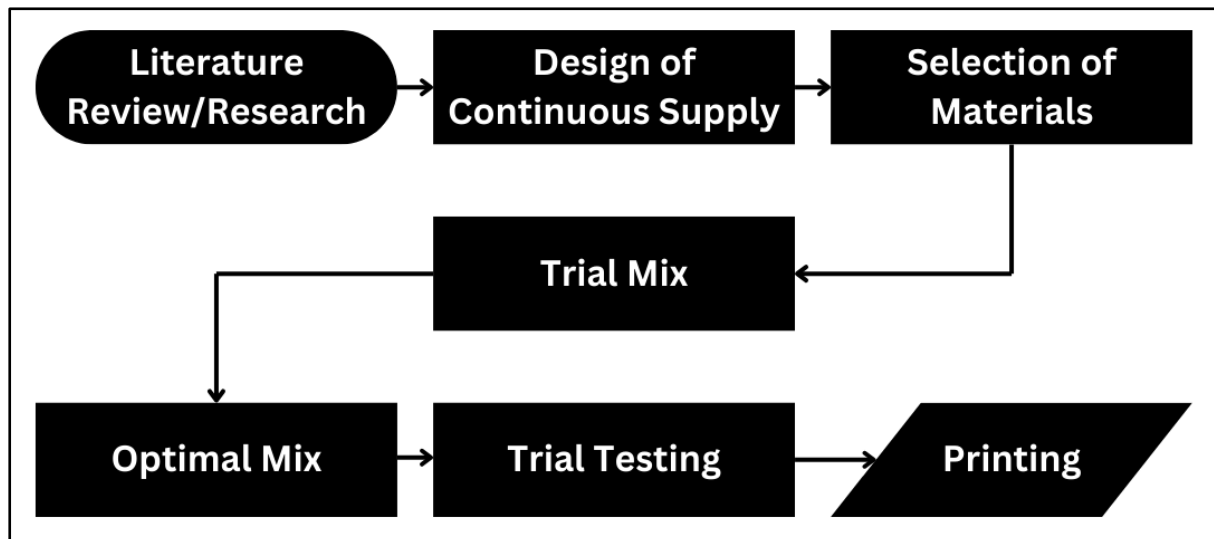 Literature
Review/Research
Design of
Continuous Supply
Selection of
Materials
Trial Mix
Optimal Mix
Trial Testing
Printing